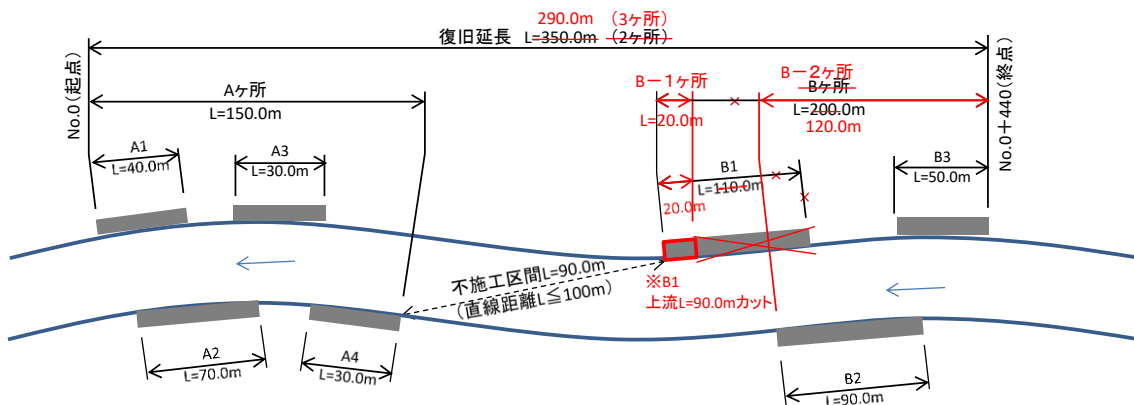 290.0m （3ヶ所）
復旧延長 L=350.0m （2ヶ所）
No.0（起点）
Aヶ所
L=150.0m
B－1ヶ所
L=20.0m
B－2ヶ所
Bヶ所
L=200.0m
120.0m
No.0＋440（終点）
A1
L=40.0m
A3
L=30.0m
B1
L=110.0m
20.0m
B3
L=50.0m
不施工区間L=90.0m
（直線距離L≦100m）
※B1
上流L=90.0mカット
A2
L=70.0m
A4
L=30.0m
B2
L=90.0m